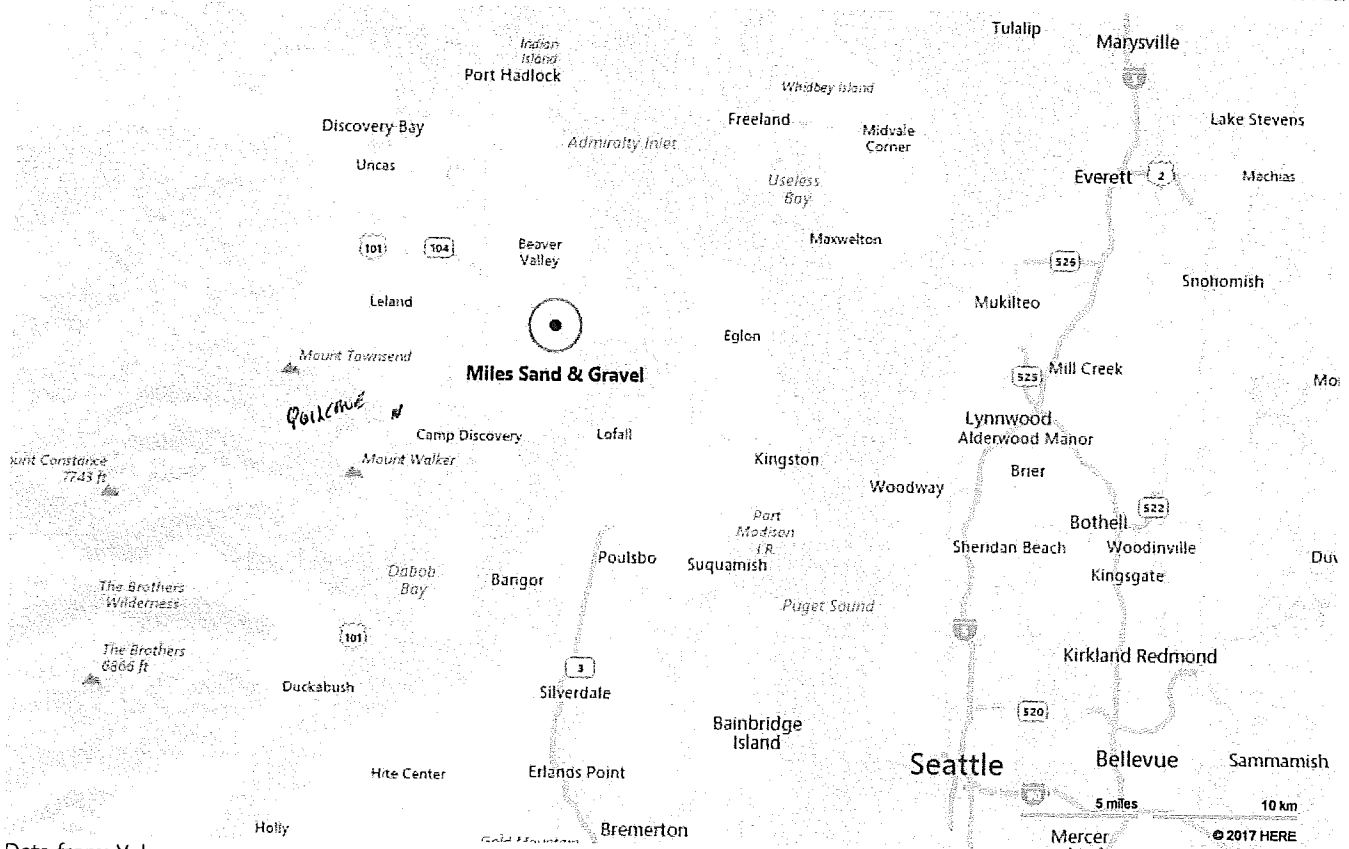 Tulalip
Marysville
Indian
Island
Port Hadlock
Whidbey Island
Freeland
Midvale
Corner
Lake Stevens
Discovery Bay
Admiralty Inlet
Uncas
Useless
Bay
Everett
2
Machias
101
104
Beaver
Valley
Maxwelton
526
Snohomish
Leland
Mukilteo
Eglon
Mount Townsend
Miles Sand & Gravel
525
Mill Creek
Lynnwood
Alderwood Manor
Camp Discovery
Lofall
Mount Walker
Kingston
Brier
Woodway
ount Constance
7743 ft
Port
Madison
I.R.
Bothell
522
Poulsbo
Suquamish
Sheridan Beach
Woodinville
Kingsgate
Dabob
Bay
Bangor
The Brothers
Wilderness
Puget Sound
101
The Brothers
6866 ft
3
Kirkland Redmond
Duckabush
Silverdale
520
Bainbridge
Island
Seattle
Bellevue
Sammamish
Hite Center
Erlands Point
5 miles
10 km
Holly
Gold Mountain
Bremerton
Mercer
© 2017 HERE